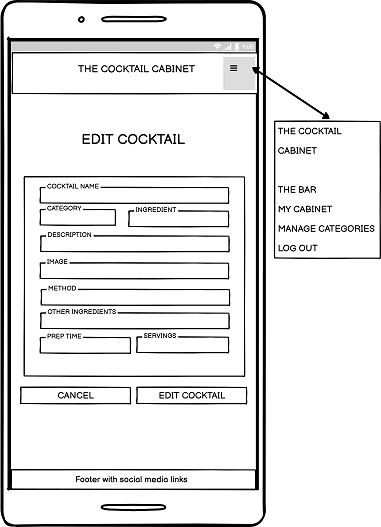 9:06
THE COCKTAIL CABINET
THE COCKTAIL
CABINET
THE BAR
MY CABINET
MANAGE CATEGORIES
LOG OUT
EDIT COCKTAIL
COCKTAIL NAME
CATEGORY
INGREDIENT
DESCRIPTION
IMAGE
METHOD
OTHER INGREDIENTS
PREP TIME
SERVINGS
CANCEL
EDIT COCKTAIL
Footer with social media links